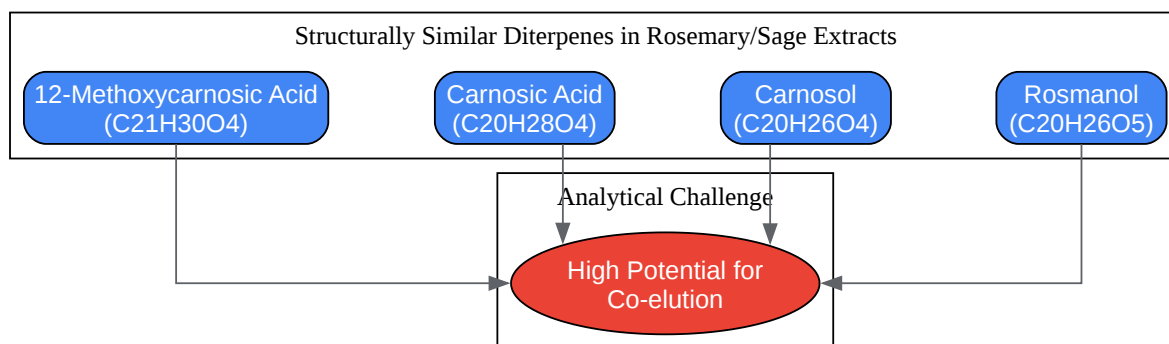 Structurally Similar Diterpenes in Rosemary/Sage Extracts
12-Methoxycarnosic Acid
(C21H30O4)
Carnosic Acid
(C20H28O4)
Carnosol
(C20H26O4)
Rosmanol
(C20H26O5)
Analytical Challenge
High Potential for
Co-elution